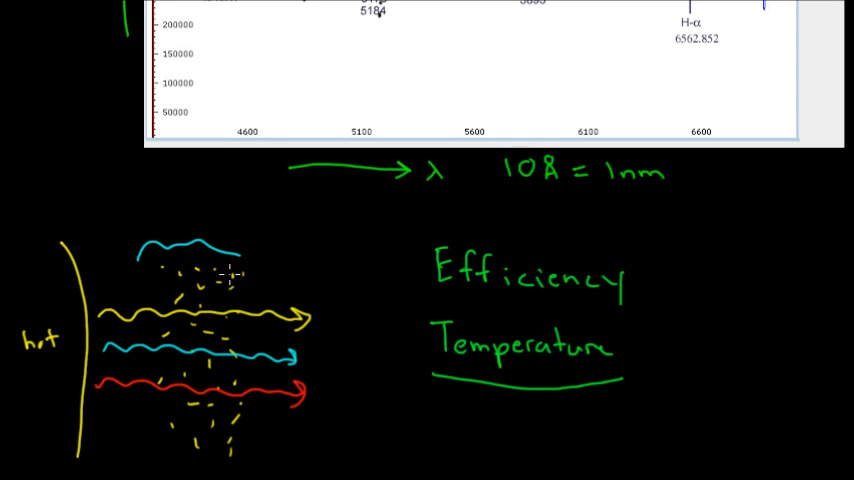 5184
200000
H-α
6562.852
150000
100000
50000
4600 5100 5600 6100 6600
λ 10Å = 1nm
Efficiency
hot
Temperature